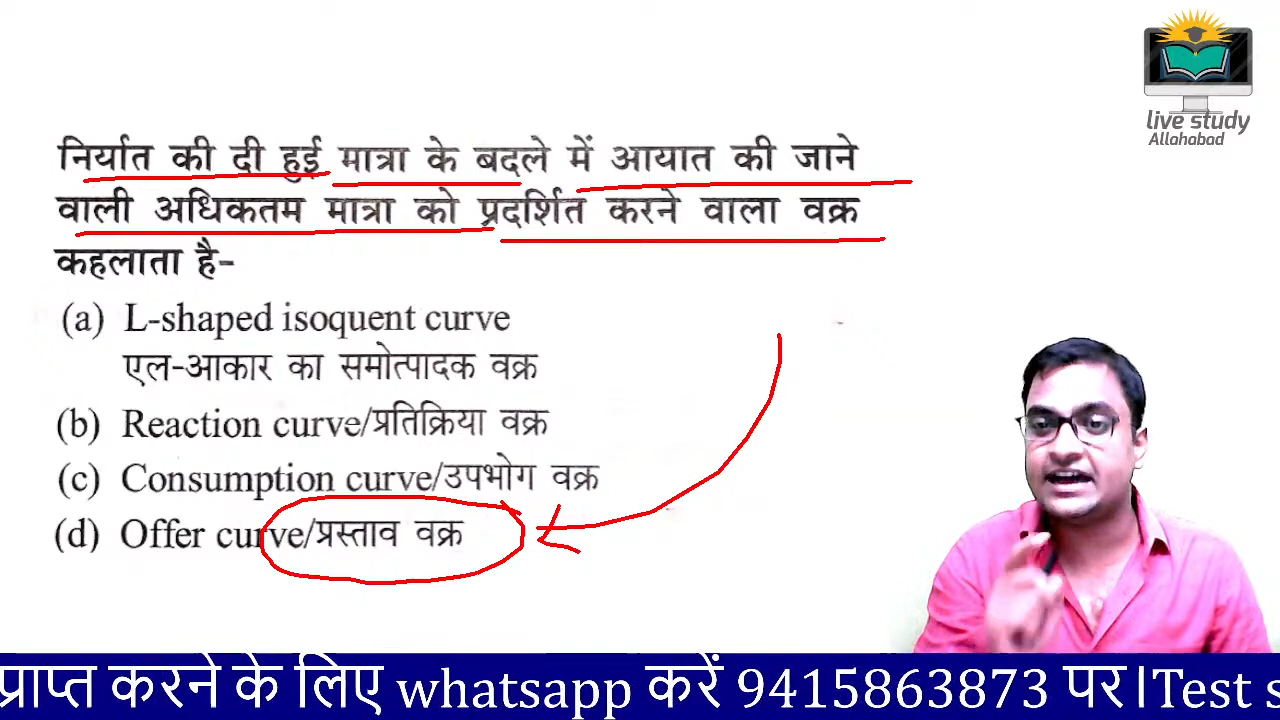 live study
Allahabad
निर्यात की दी हुई मात्रा के बदले में आयात की जाने
वाली अधिकतम मात्रा को प्रदर्शित करने वाला वक्र
कहलाता है-
(a) L-shaped isoquent curve
एल-आकार का समोत्पादक वक्र
(b) Reaction curve/प्रतिक्रिया वक्र
(c) Consumption curve/उपभोग वक्र
(d) Offer curve/प्रस्ताव वक्र
प्राप्त करने के लिए whatsapp करें 9415863873 पर।Test s